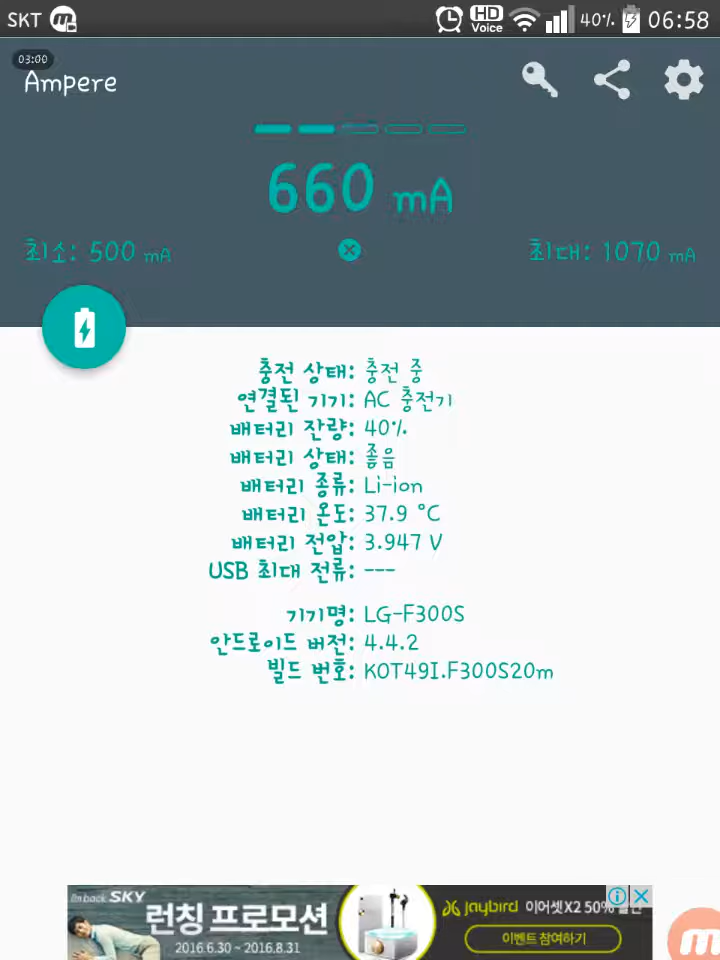 SKT
HD Voice
40% 06:58
03:00
Ampere
660 mA
최소: 500 mA
최대: 1070 mA
충전 상태: 충전 중
연결된 기기: AC 충전기
배터리 잔량: 40%
배터리 상태: 좋음
배터리 종류: Li-ion
배터리 온도: 37.9 °C
배터리 전압: 3.947 V
USB 최대 전류: ---
기기명: LG-F300S
안드로이드 버전: 4.4.2
빌드 번호: KOT49I.F300S20m
I'm back SKY
런칭 프로모션
2016.6.30 ~ 2016.8.31
jaybird 이어셋X2 50%
이벤트 참여하기